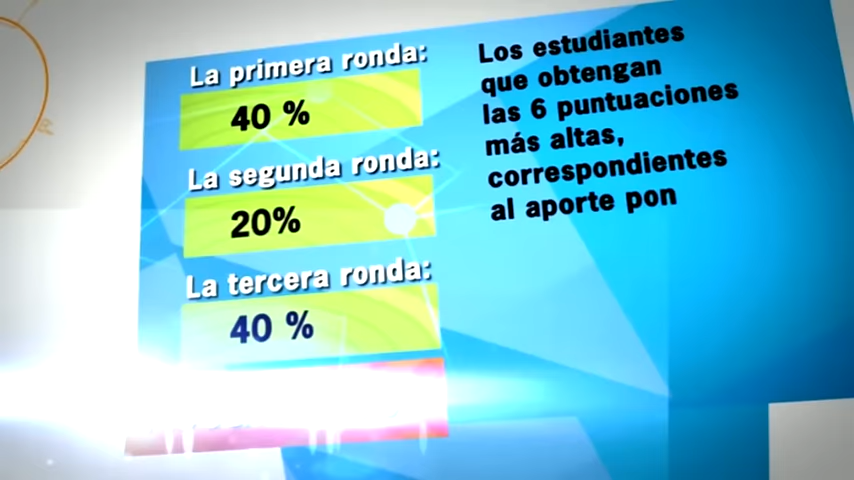 La primera ronda:
40 %
La segunda ronda:
20%
La tercera ronda:
40 %
Los estudiantes
que obtengan
las 6 puntuaciones
más altas,
correspondientes
al aporte pon